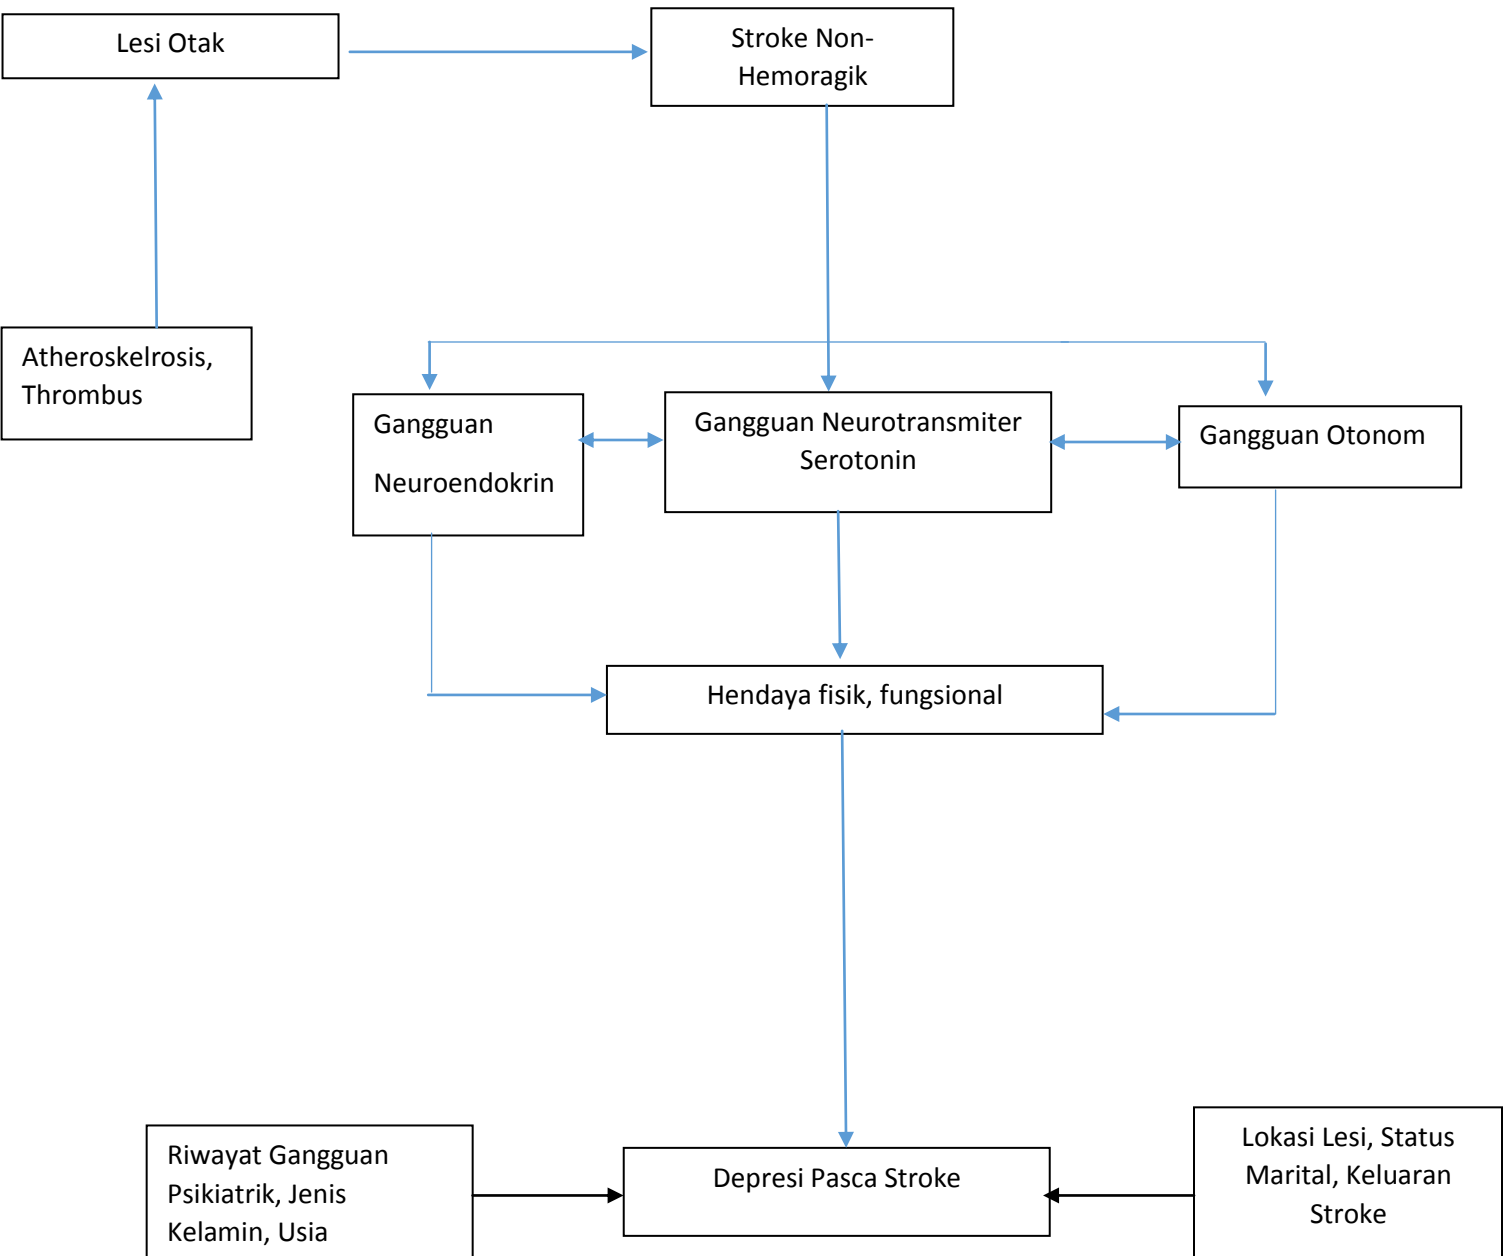 Lesi Otak
Stroke Non-
Hemoragik
Atheroskelrosis,
Thrombus
Gangguan
Neuroendokrin
Gangguan Neurotransmiter
Serotonin
Gangguan Otonom
Hendaya fisik, fungsional
Riwayat Gangguan
Psikiatrik, Jenis
Kelamin, Usia
Depresi Pasca Stroke
Lokasi Lesi, Status
Marital, Keluaran
Stroke